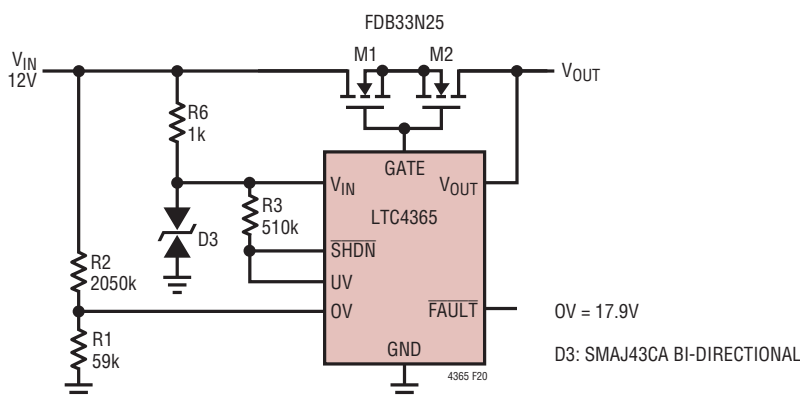 FDB33N25
M1
M2
VIN
12V
VOUT
R6
1k
GATE
VIN
VOUT
LTC4365
R3
510k
SHDN
D3
UV
R2
2050k
OV
FAULT
OV = 17.9V
R1
59k
GND
D3: SMAJ43CA BI-DIRECTIONAL
4365 F20